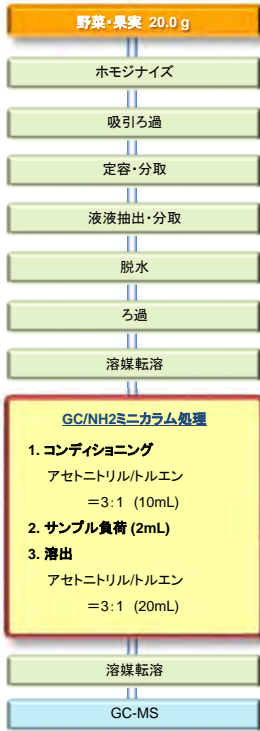 野菜・果実 20.0 g
ホモジナイズ
吸引ろ過
定容・分取
液液抽出・分取
脱水
ろ過
溶媒転溶
GC/NH2ミニカラム処理
1. コンディショニング
アセトニトリル/トルエン
＝3：1 (10mL)
2. サンプル負荷 (2mL)
3. 溶出
アセトニトリル/トルエン
＝3：1 (20mL)
溶媒転溶
GC-MS